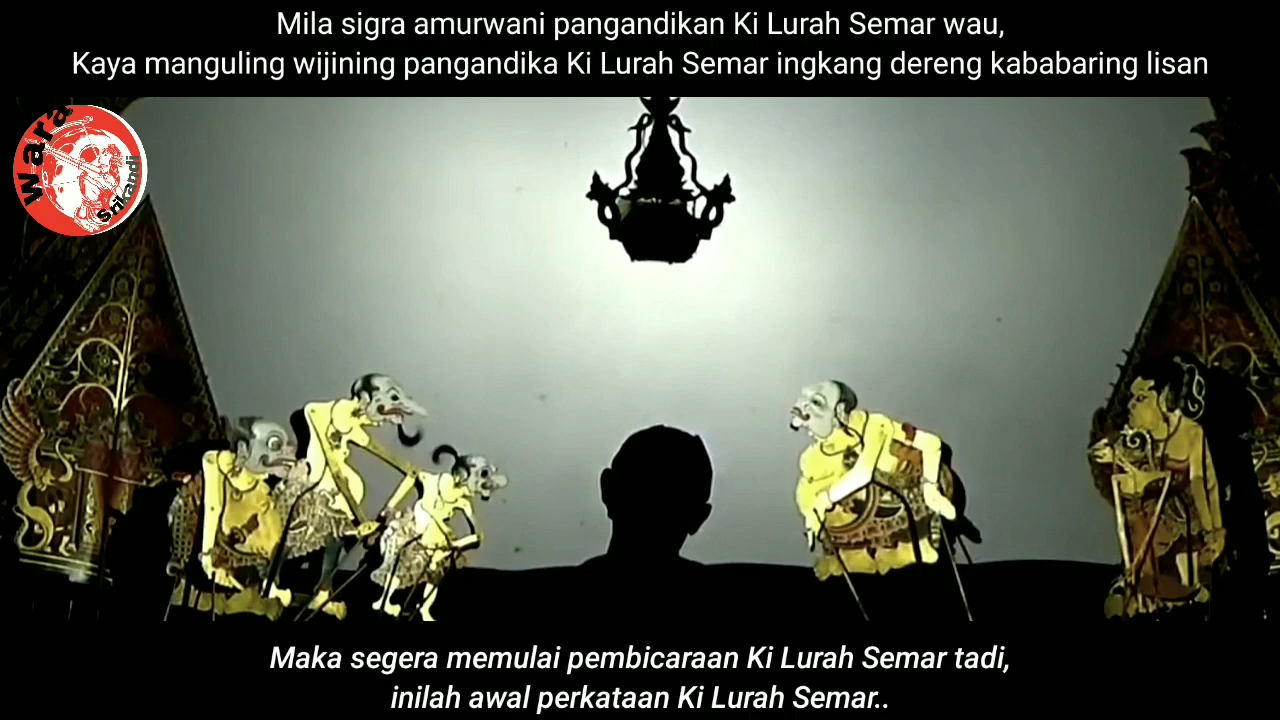 Mila sigra amurwani pangandikan Ki Lurah Semar wau,
Kaya manguling wijining pangandika Ki Lurah Semar ingkang dereng kababaring lisan
wara
Srikandi
Maka segera memulai pembicaraan Ki Lurah Semar tadi,
inilah awal perkataan Ki Lurah Semar..